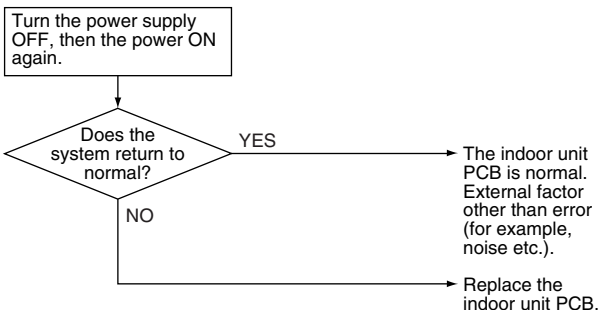 Turn the power supply
OFF, then the power ON
again.
Does the
system return to
normal?
YES
The indoor unit
PCB is normal.
External factor
other than error
(for example,
noise etc.).
NO
Replace the
indoor unit PCB.